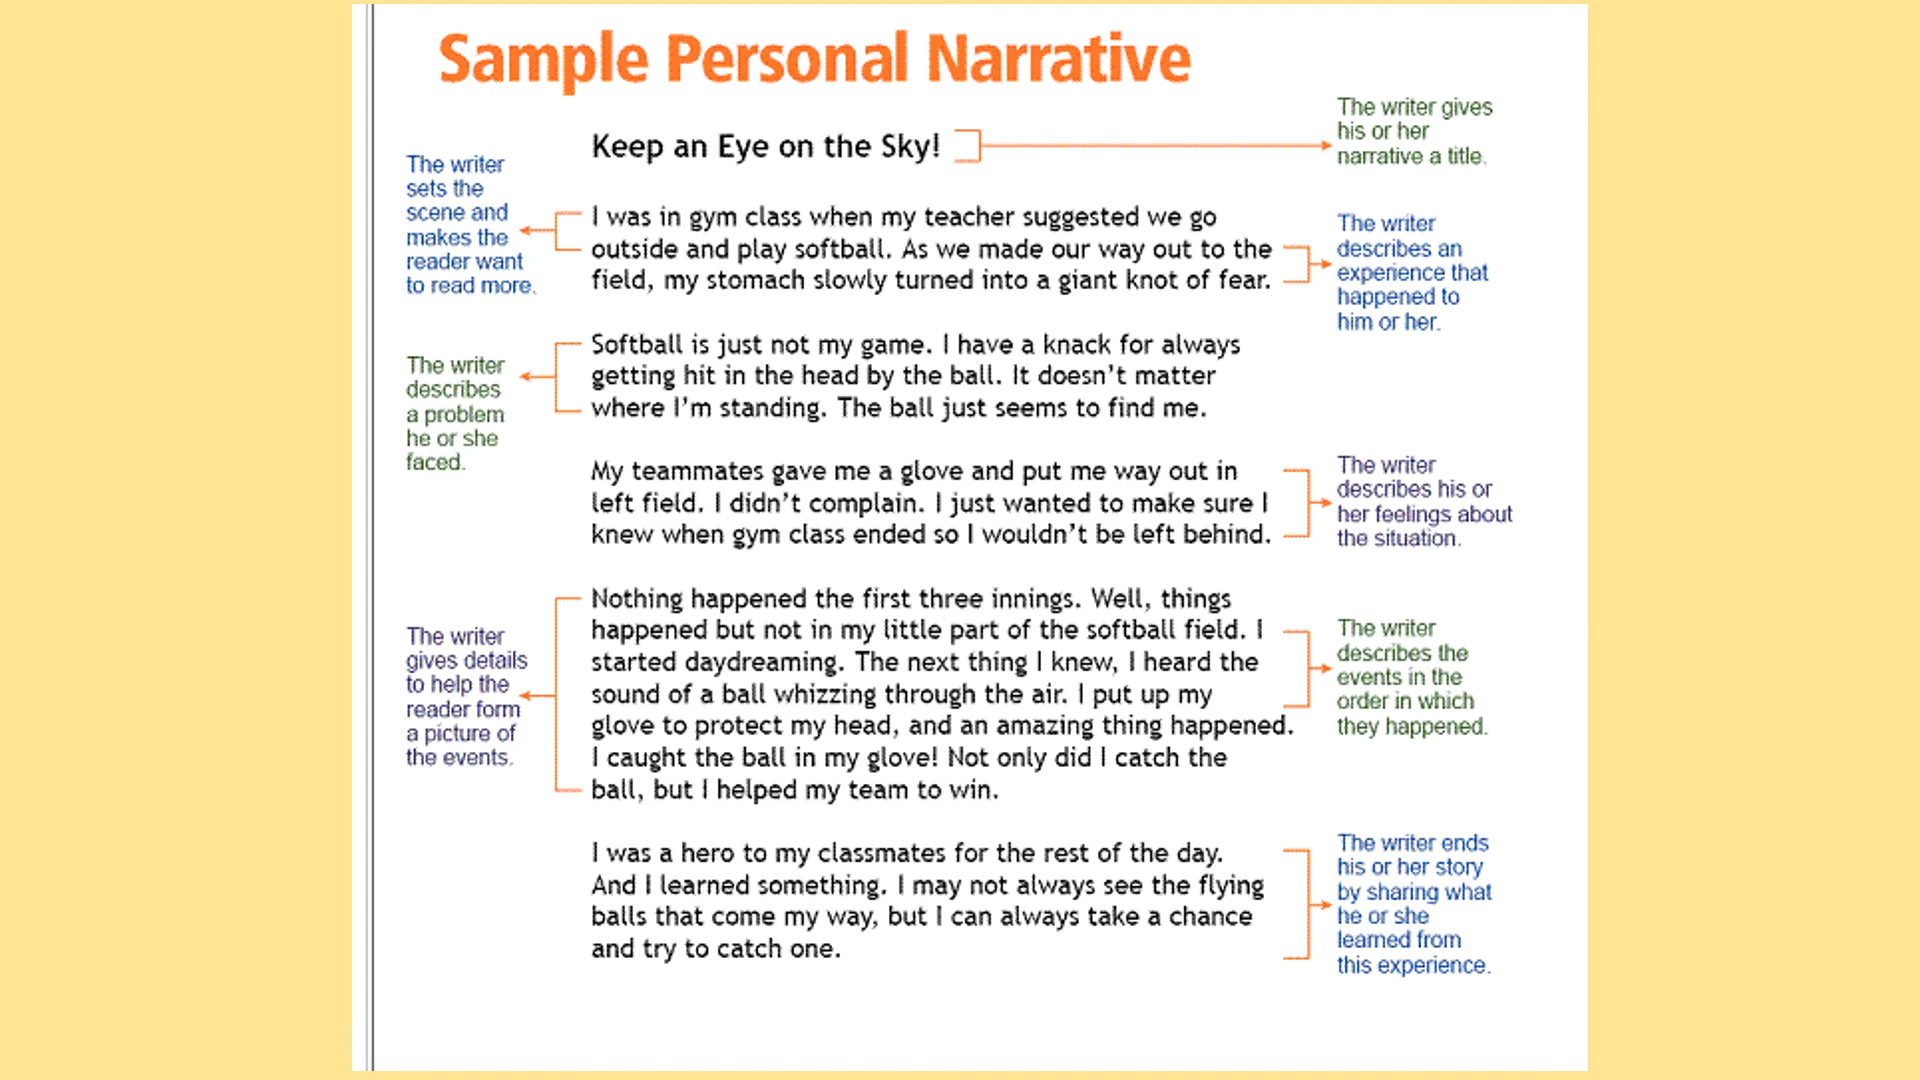 Sample Personal Narrative
Keep an Eye on the Sky!
The writer gives
his or her
narrative a title.
The writer
sets the
scene and
makes the
reader want
to read more.
I was in gym class when my teacher suggested we go
outside and play softball. As we made our way out to the
field, my stomach slowly turned into a giant knot of fear.
The writer
describes an
experience that
happened to
him or her.
The writer
describes
a problem
he or she
faced.
Softball is just not my game. I have a knack for always
getting hit in the head by the ball. It doesn't matter
where I'm standing. The ball just seems to find me.
My teammates gave me a glove and put me way out in
left field. I didn't complain. I just wanted to make sure I
knew when gym class ended so I wouldn't be left behind.
The writer
describes his or
her feelings about
the situation.
The writer
gives details
to help the
reader form
a picture of
the events.
Nothing happened the first three innings. Well, things
happened but not in my little part of the softball field. I
started daydreaming. The next thing I knew, I heard the
sound of a ball whizzing through the air. I put up my
glove to protect my head, and an amazing thing happened.
I caught the ball in my glove! Not only did I catch the
ball, but I helped my team to win.
The writer
describes the
events in the
order in which
they happened.
I was a hero to my classmates for the rest of the day.
And I learned something. I may not always see the flying
balls that come my way, but I can always take a chance
and try to catch one.
The writer ends
his or her story
by sharing what
he or she
learned from
this experience.